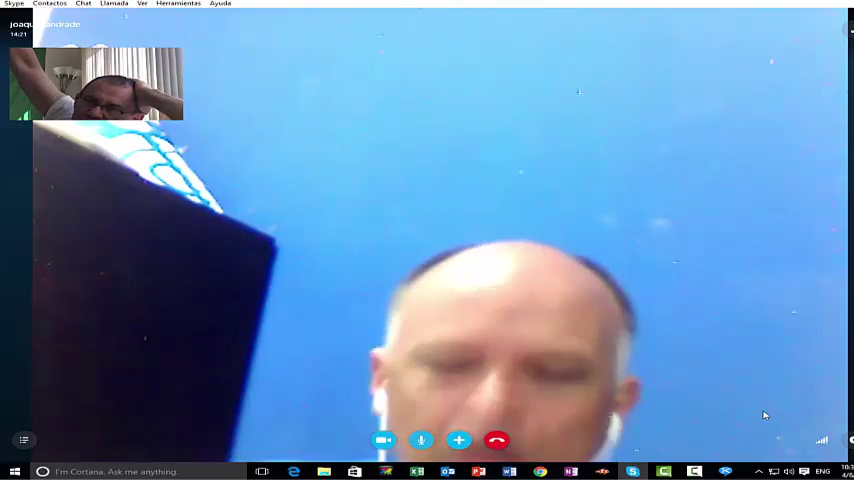 Skype Contactos Chat Llamada Ver Herramientas Ayuda
14:21
I'm Cortana. Ask me anything.
ENG